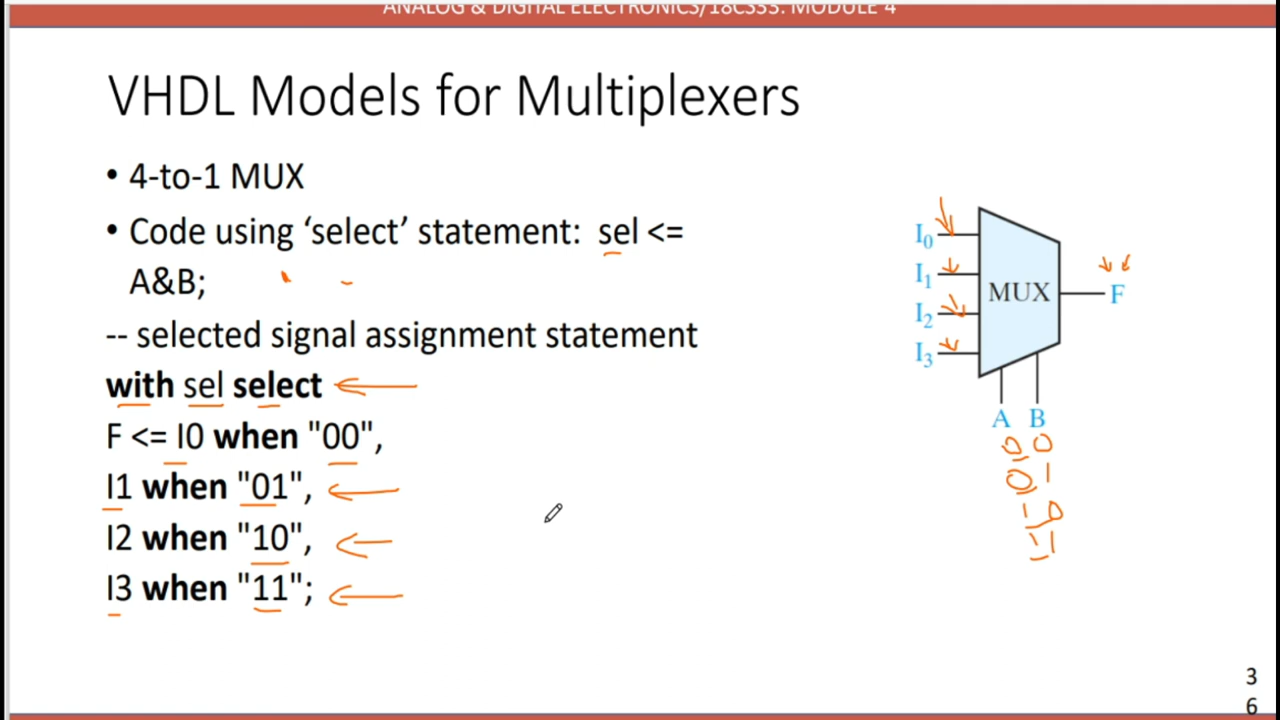 ANALOG & DIGITAL ELECTRONICS/18CS33: MODULE 4
VHDL Models for Multiplexers
• 4-to-1 MUX
• Code using ‘select’ statement: sel <=
A&B;
-- selected signal assignment statement
with sel select
F <= I0 when "00",
I1 when "01",
I2 when "10",
I3 when "11";
I0
I1
I2
I3
MUX
F
A B
0 0
0 1
1 0
1 1
3
6